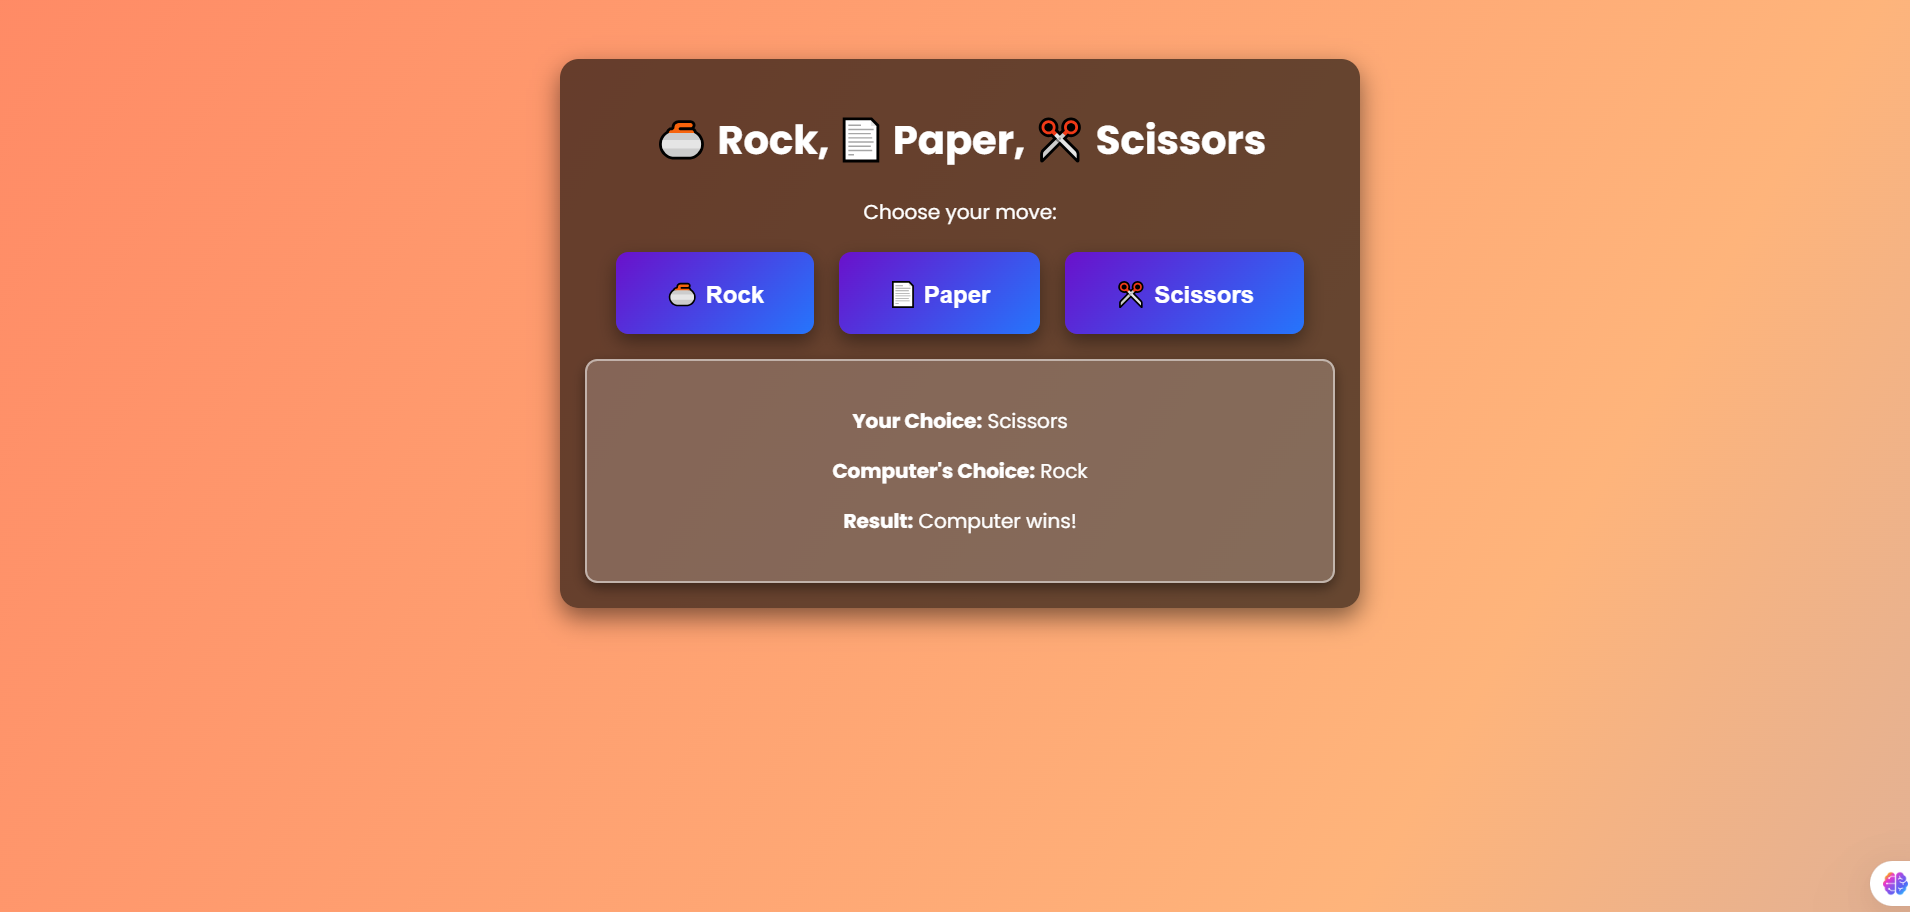 Rock, Paper, Scissors
Choose your move:
Rock
Paper
Scissors
Your Choice: Scissors
Computer's Choice: Rock
Result: Computer wins!